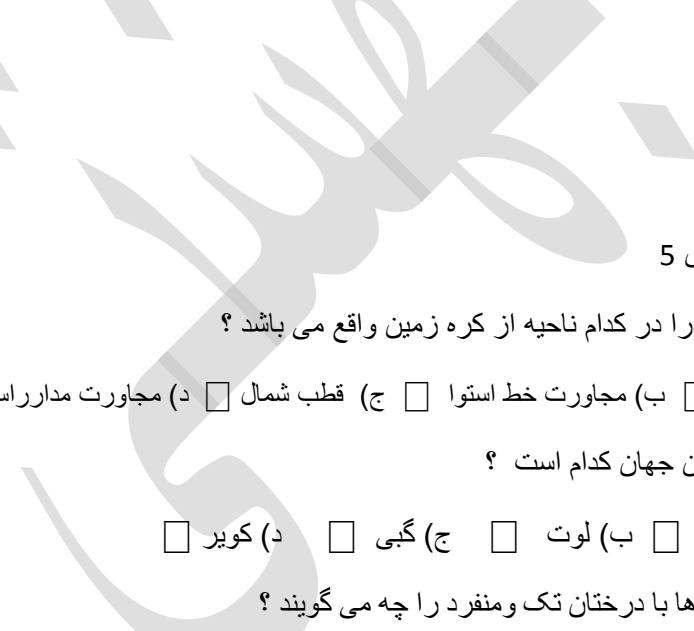 5
را در کدام ناحیه از کره زمین واقع می باشد ؟
ب) مجاورت خط استوا □ ج) قطب شمال □ د) مجاورت
ن جهان کدام است ؟
□ ب) لوت □ ج) گبی □ د) کویر □
ها با درختان تک ومنفرد را چه می گویند ؟